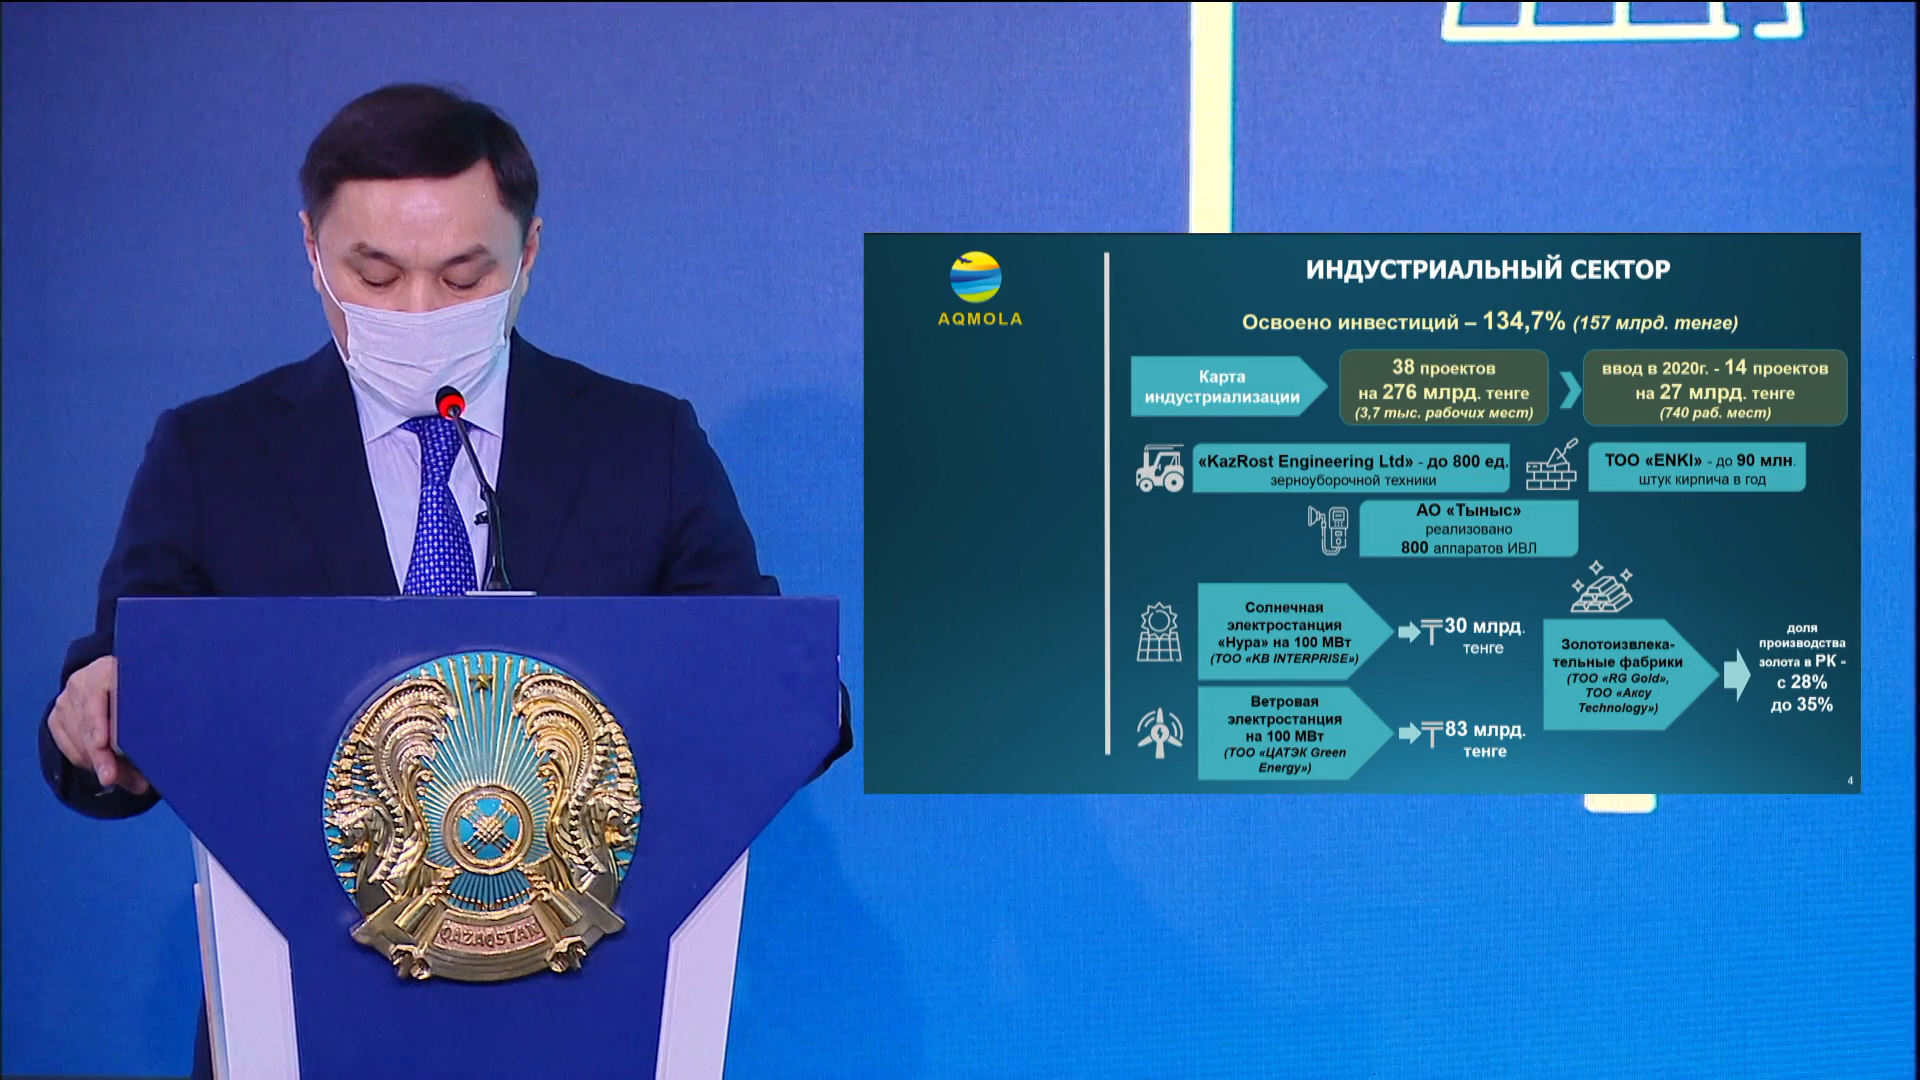 AQMOLA
ИНДУСТРИАЛЬНЫЙ СЕКТОР
Освоено инвестиций – 134,7% (157 млрд. тенге)
Карта
индустриализации
38 проектов
на 276 млрд. тенге
(3,7 тыс. рабочих мест)
ввод в 2020г. - 14 проектов
на 27 млрд. тенге
(740 раб. мест)
«KazRost Engineering Ltd» - до 800 ед.
зерноуборочной техники
ТОО «ENKI» - до 90 млн.
штук кирпича в год
АО «Тыныс»
реализовано
800 аппаратов ИВЛ
Солнечная
электростанция
«Нура» на 100 МВт
(ТОО «KB INTERPRISE»)
₸30 млрд.
тенге
Ветровая
электростанция
на 100 МВт
(ТОО «ЦАТЭК Green
Energy»)
₸83 млрд.
тенге
Золотоизвлека-
тельные фабрики
(ТОО «RG Gold»,
ТОО «Аксу
Technology»)
доля
производства
золота в РК -
с 28%
до 35%
4
QAZAQSTAN